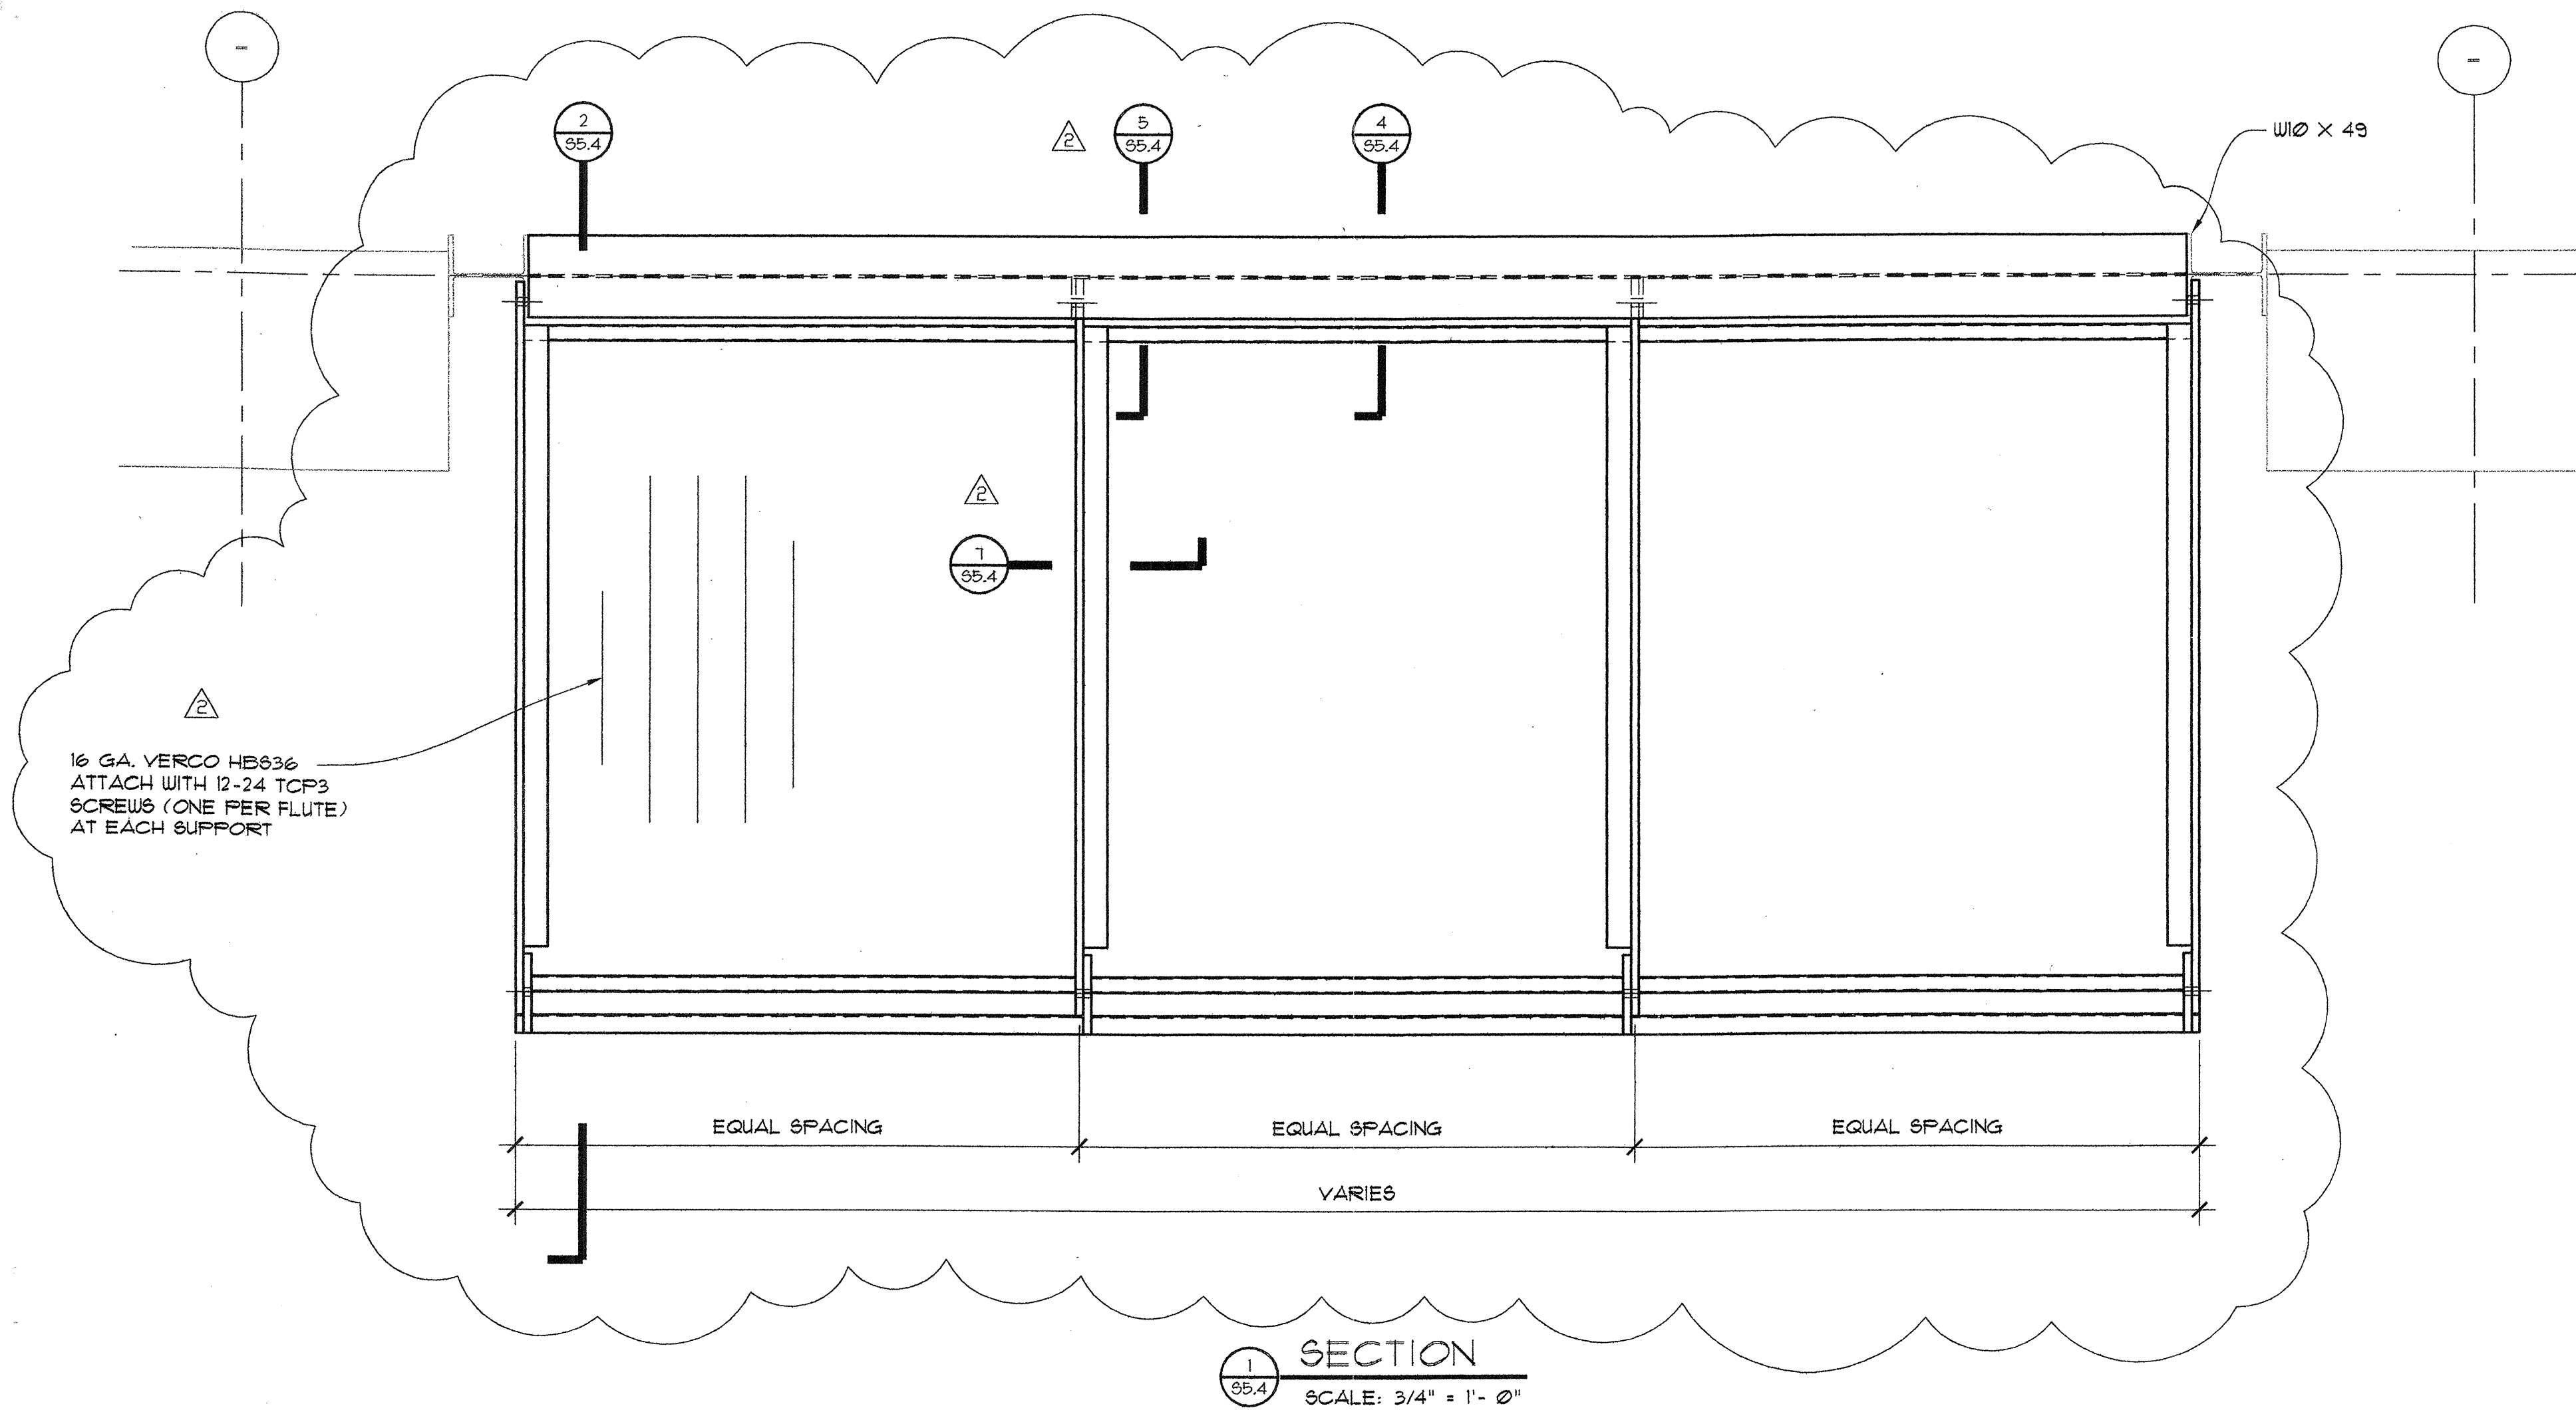 -
-
2
S5.4
2
5
S5.4
4
S5.4
W10 X 49
2
7
S5.4
2
16 GA. VERCO HBS36
ATTACH WITH 12-24 TCP3
SCREWS (ONE PER FLUTE)
AT EACH SUPPORT
EQUAL SPACING
EQUAL SPACING
EQUAL SPACING
VARIES
1
S5.4
SECTION
SCALE: 3/4" = 1'- 0"